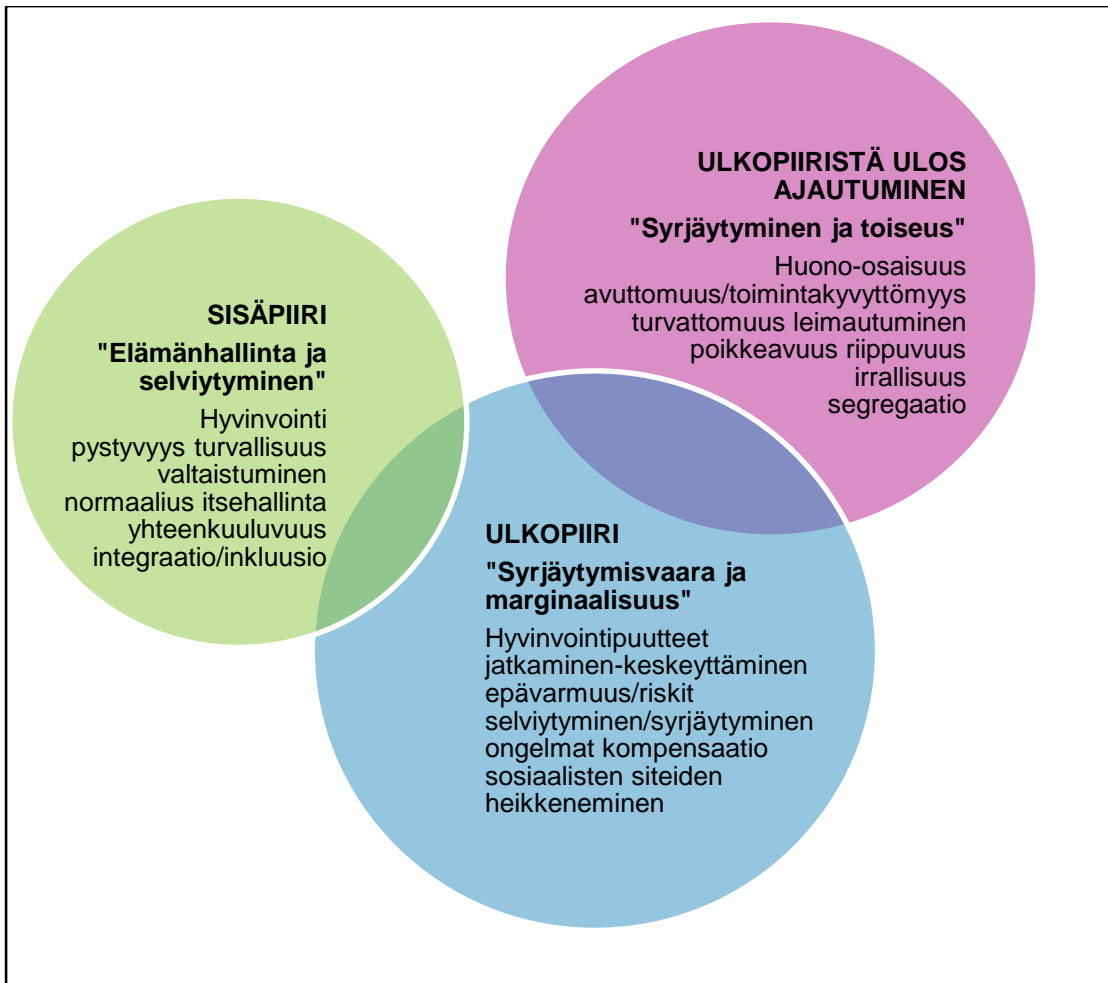 SISÄPIIRI
"Elämänhallinta ja
selviytyminen"
Hyvinvointi
pystyvyys turvallisuus
valtaistuminen
normaalius itsehallinta
yhteenkuuluvuus
integraatio/inkluusio
ULKOPIIRI
"Syrjäytymisvaara ja
marginaalisuus"
Hyvinvointipuutteet
jatkaminen-keskeyttäminen
epävarmuus/riskit
selviytyminen/syrjäytyminen
ongelmat kompensaatio
sosiaalisten siteiden
heikkeneminen
ULKOPIIRISTÄ ULOS
AJAUTUMINEN
"Syrjäytyminen ja toiseus"
Huono-osaisuus
avuttomuus/toimintakyvyttömyys
turvattomuus leimautuminen
poikkeavuus riippuvuus
irrallisuus
segregaatio